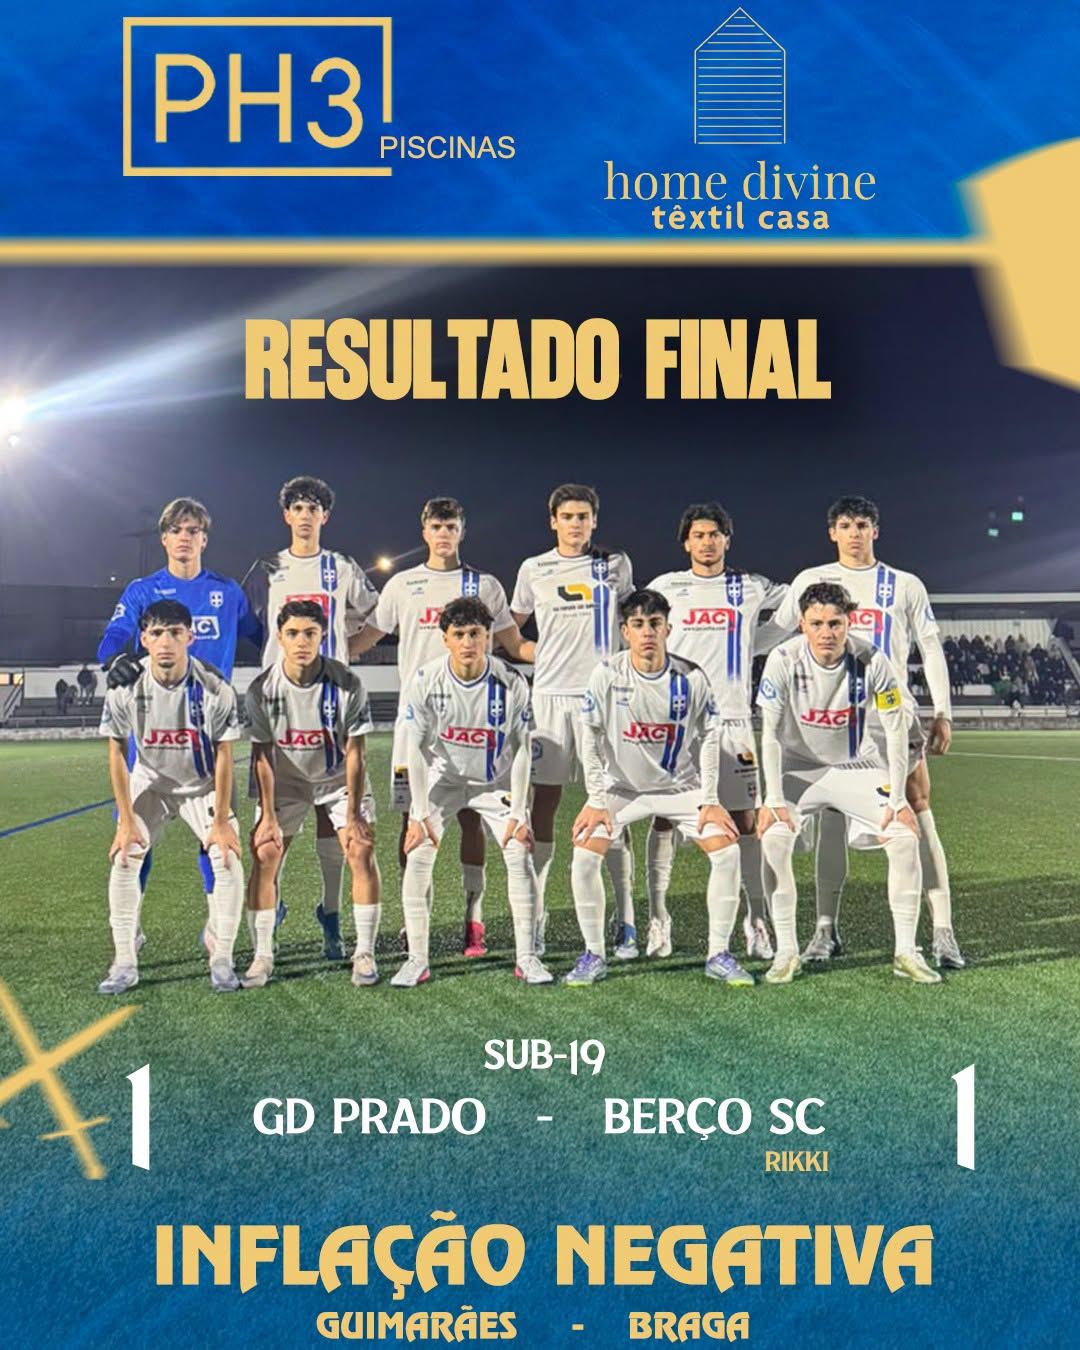 PH3
PISCINAS
home divine
têxtil casa
RESULTADO FINAL
JAC
JAC
JAC
JAC
JAC
JAC
JAC
JAC
SUB-19
1 GD PRADO - BERÇO SC 1
RIKKI
INFLAÇÃO NEGATIVA
GUIMARÃES - BRAGA